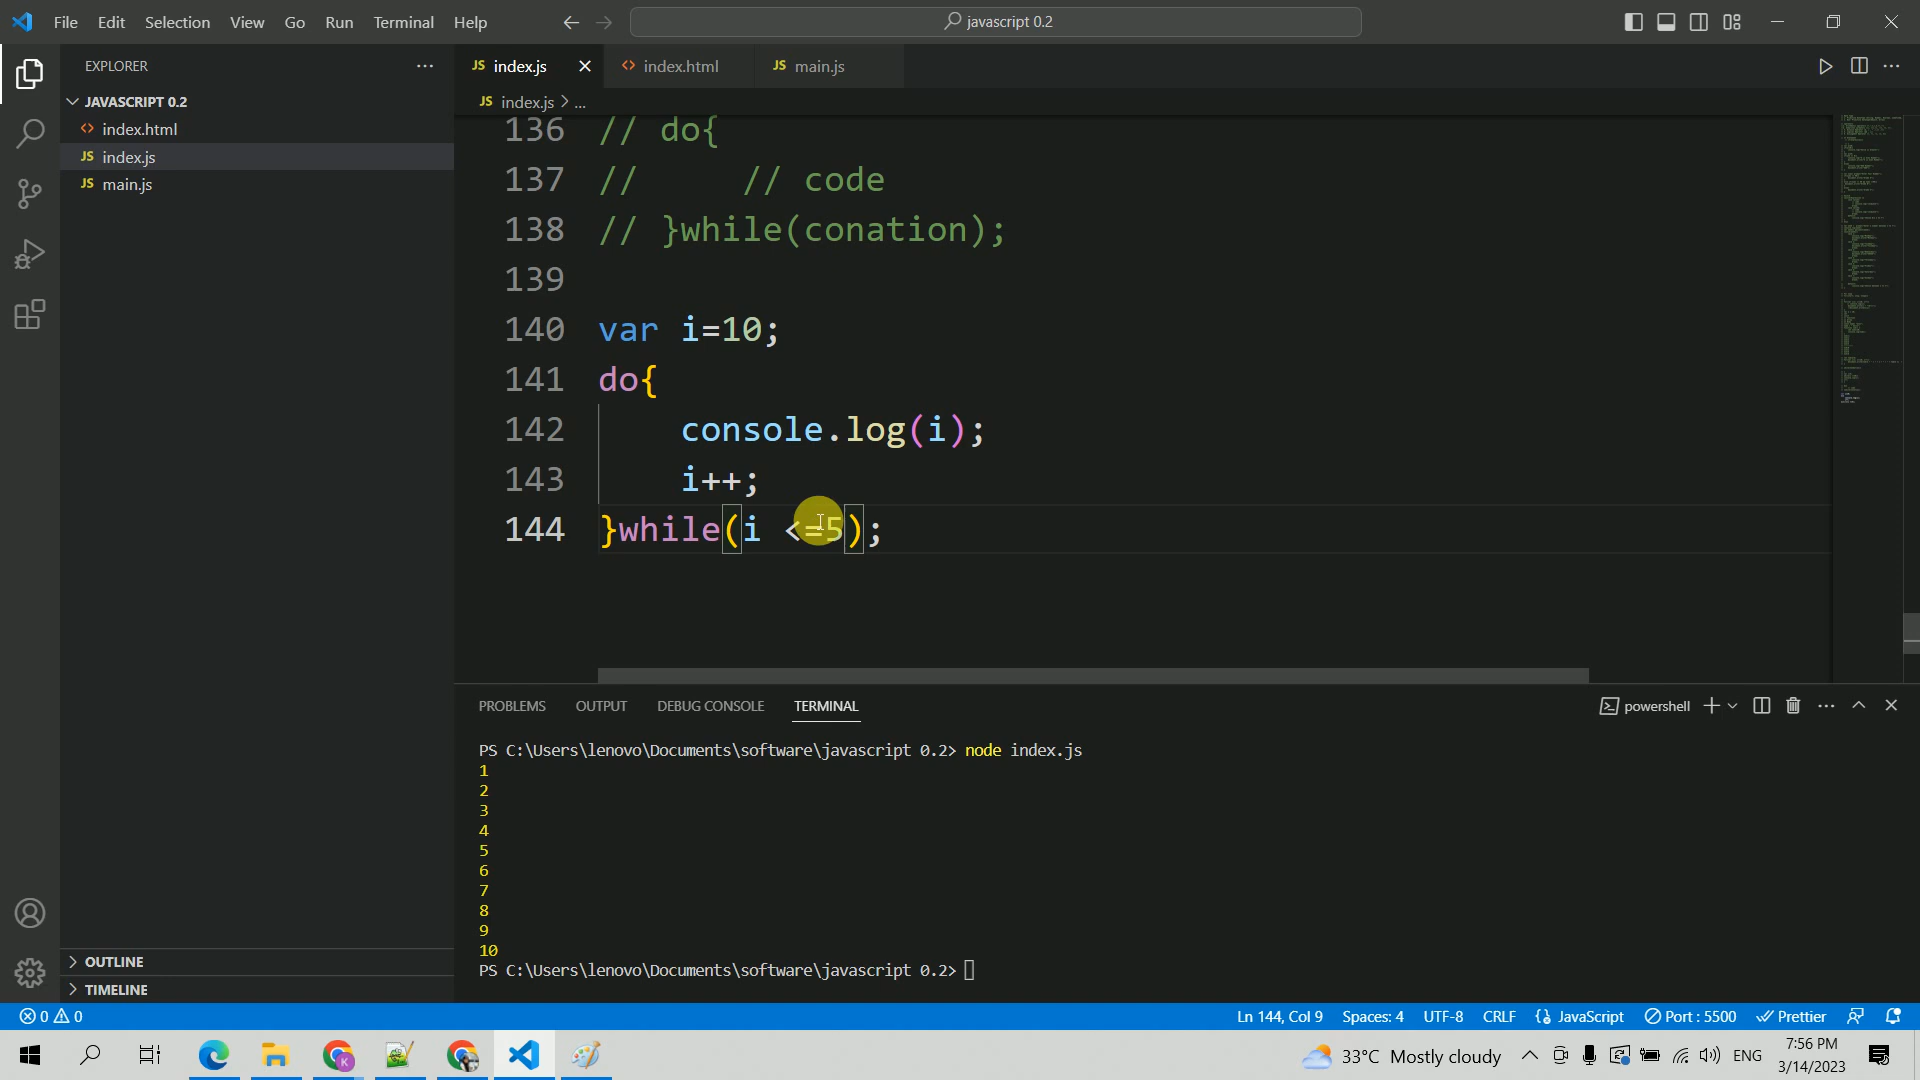 File Edit Selection View Go Run Terminal Help
javascript 0.2
EXPLORER
JAVASCRIPT 0.2
index.html
JS index.js
JS main.js
OUTLINE
TIMELINE
JS index.js
index.html
JS main.js
JS index.js > ...
136 // do{
137 //      // code
138 // }while(conation);
139
140 var i=10;
141 do{
142     console.log(i);
143     i++;
144 }while(i <=5);
PROBLEMS OUTPUT DEBUG CONSOLE TERMINAL
powershell
PS C:\Users\lenovo\Documents\software\javascript 0.2> node index.js
1
2
3
4
5
6
7
8
9
10
PS C:\Users\lenovo\Documents\software\javascript 0.2>
0 0
Ln 144, Col 9 Spaces: 4 UTF-8 CRLF JavaScript Port : 5500 Prettier
33°C Mostly cloudy
ENG
7:56 PM
3/14/2023